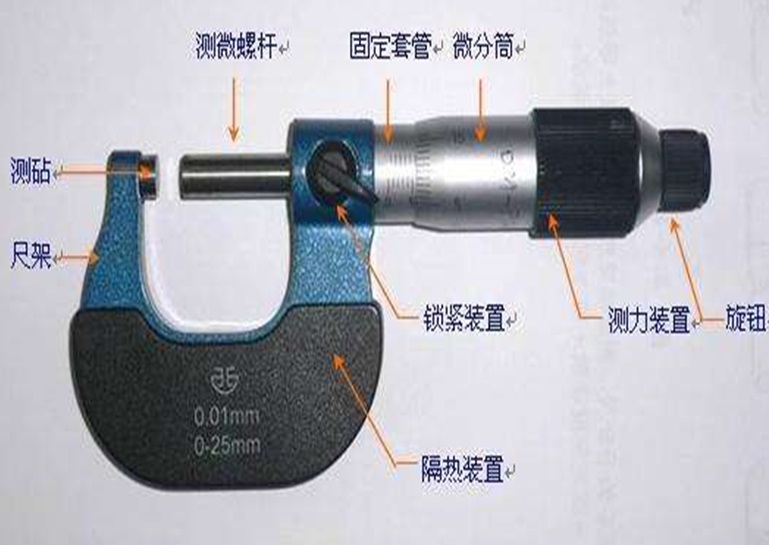 测微螺杆
固定套管
微分筒
测砧
尺架
锁紧装置
测力装置
旋钮
隔热装置
0.01mm
0-25mm